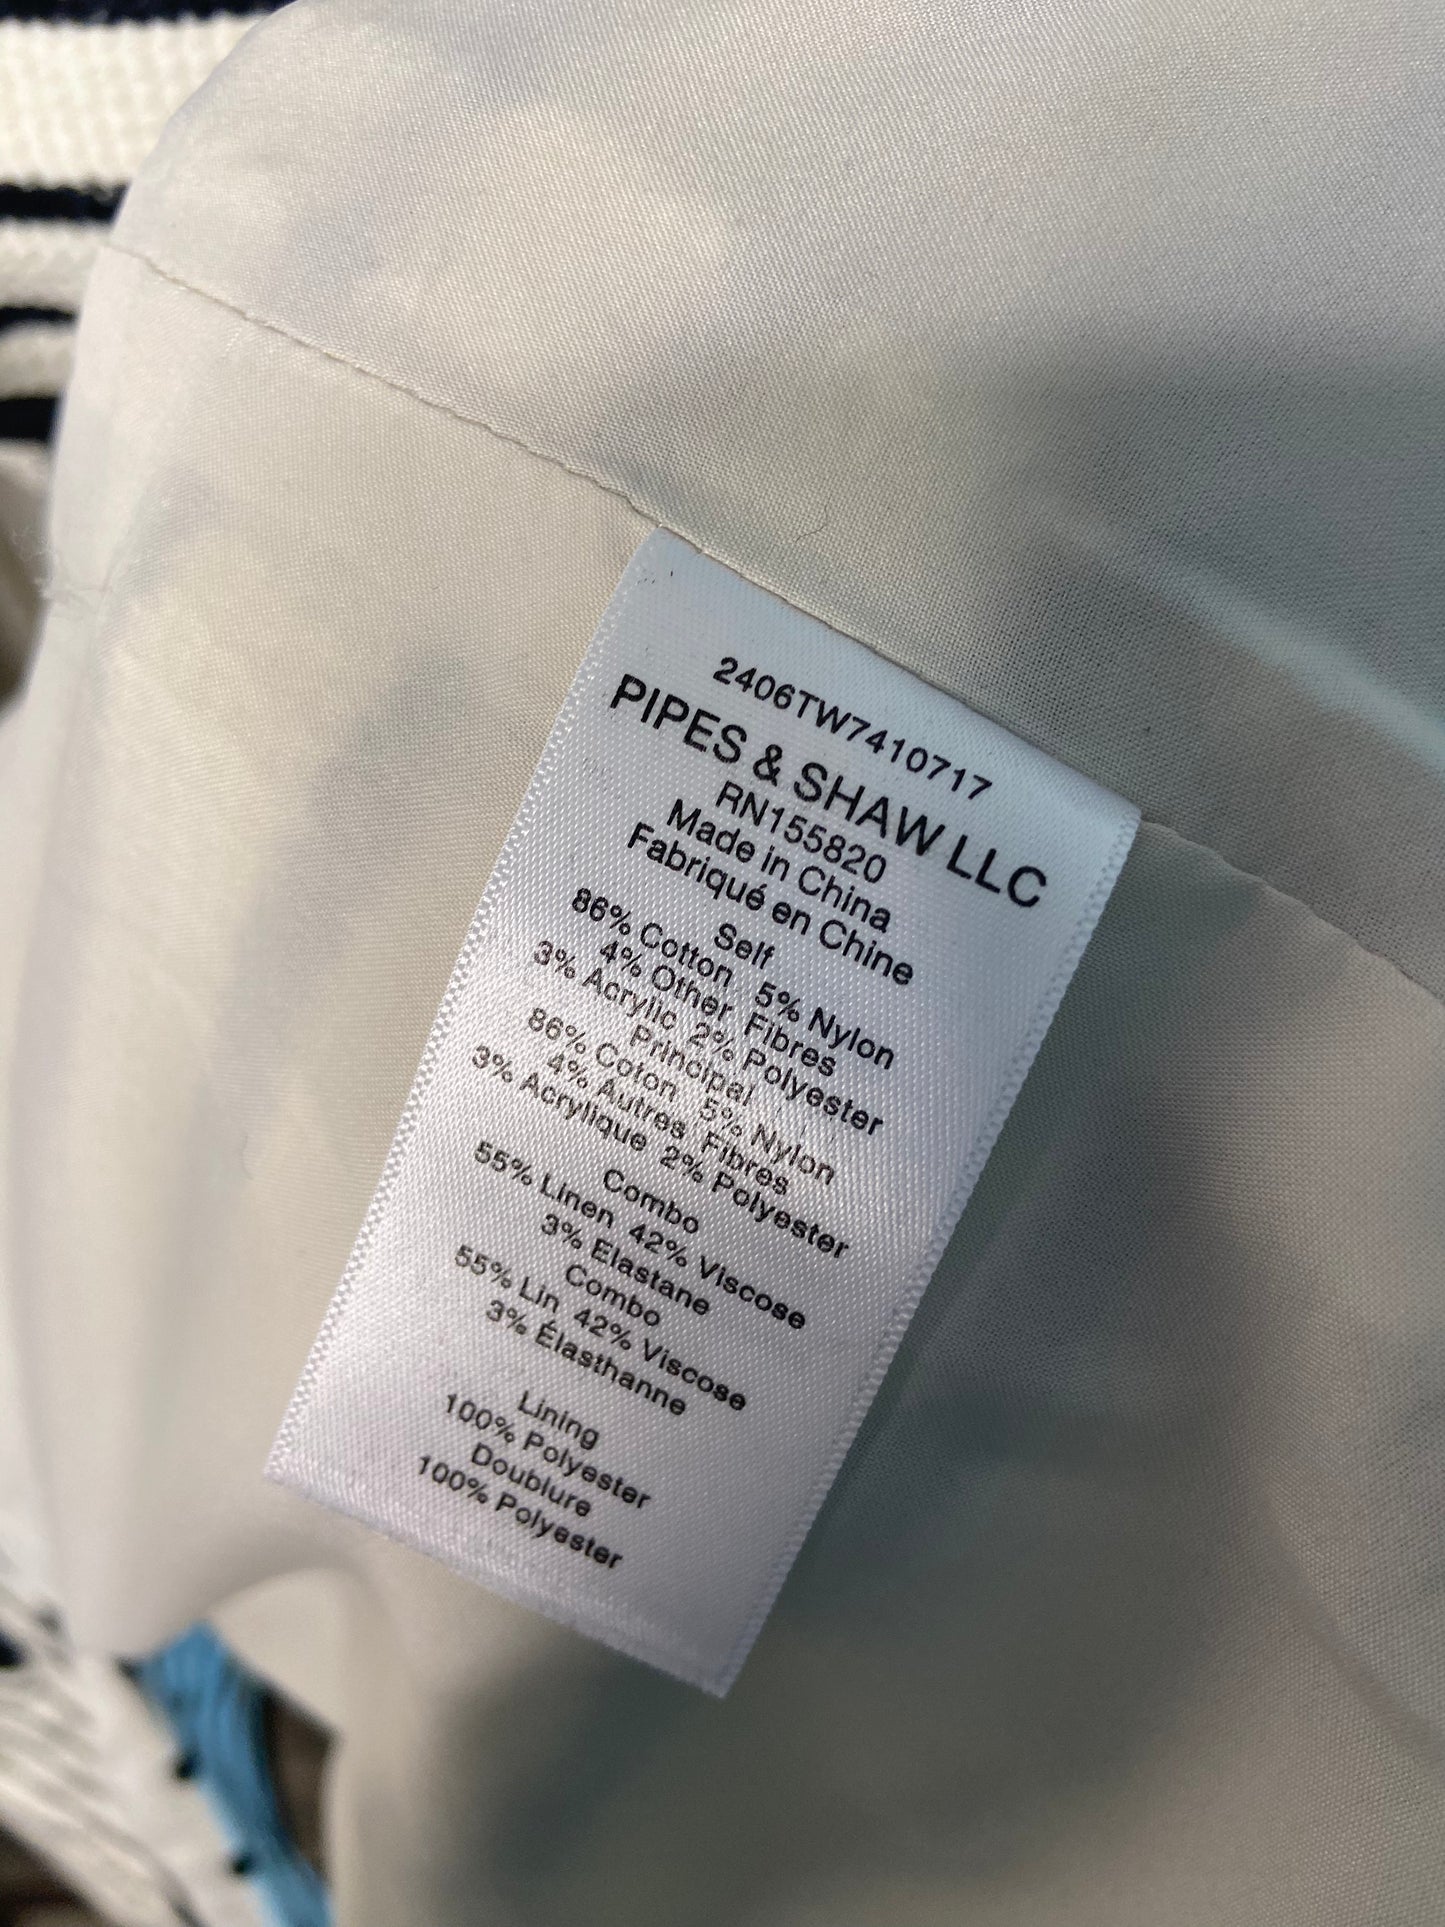 2406TW7410717
PIPES & SHAW LLC
RN155820
Made in China
Fabriqué en Chine
Self
86% Cotton 5% Nylon
4% Other Fibres
3% Acrylic 2% Polyester
Principal
86% Coton 5% Nylon
4% Autres Fibres
3% Acrylique 2% Polyester
Combo
55% Linen 42% Viscose
3% Elastane
Combo
55% Lin 42% Viscose
3% Élasthanne
Lining
100% Polyester
Doublure
100% Polyester